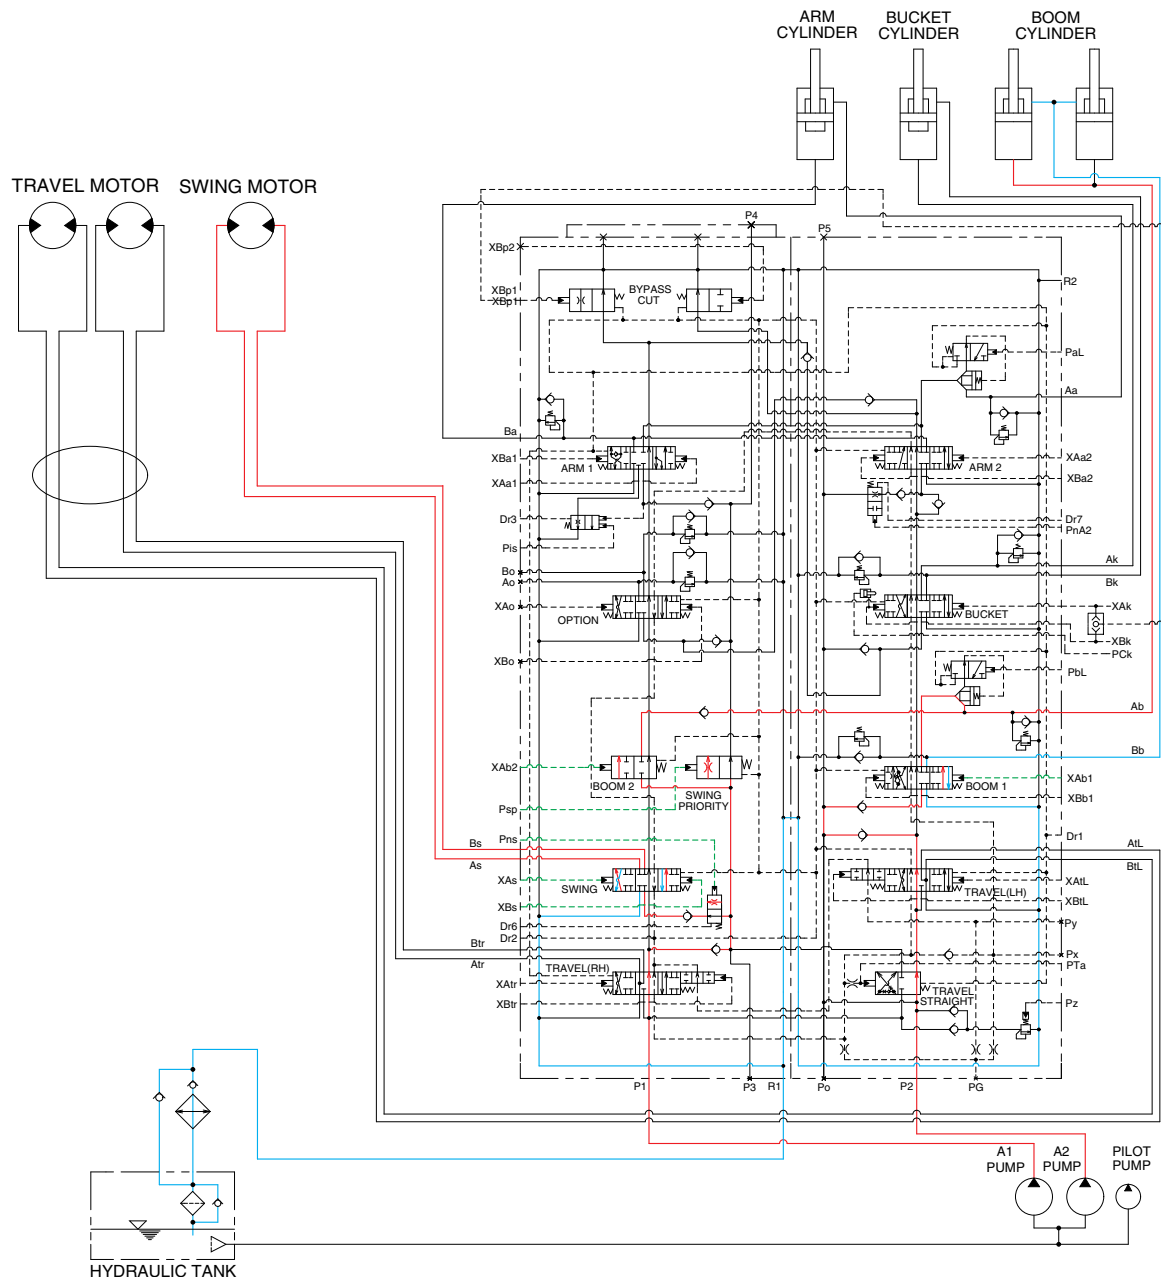 ARM
CYLINDER
BUCKET
CYLINDER
BOOM
CYLINDER
TRAVEL MOTOR
SWING MOTOR
P4
P5
XBp2
XBp1
XBp1
BYPASS
CUT
R2
PaL
Aa
Ba
XBa1
ARM 1
ARM 2
XAa2
XAa1
XBa2
Dr3
Dr7
PnA2
Pis
Ak
Bo
Ao
Bk
XAo
OPTION
BUCKET
XAk
XBk
PCk
XBo
PbL
Ab
Bb
XAb2
BOOM 2
SWING
PRIORITY
BOOM 1
XAb1
XBb1
Psp
Pns
Dr1
Bs
As
AtL
BtL
XAs
SWING
TRAVEL(LH)
XAtL
XBs
XBtL
Dr6
Dr2
Py
Btr
Atr
TRAVEL(RH)
Px
PTa
XAtr
XBtr
TRAVEL
STRAIGHT
Pz
P1
P3
R1
Po
P2
PG
A1
PUMP
A2
PUMP
PILOT
PUMP
HYDRAULIC TANK